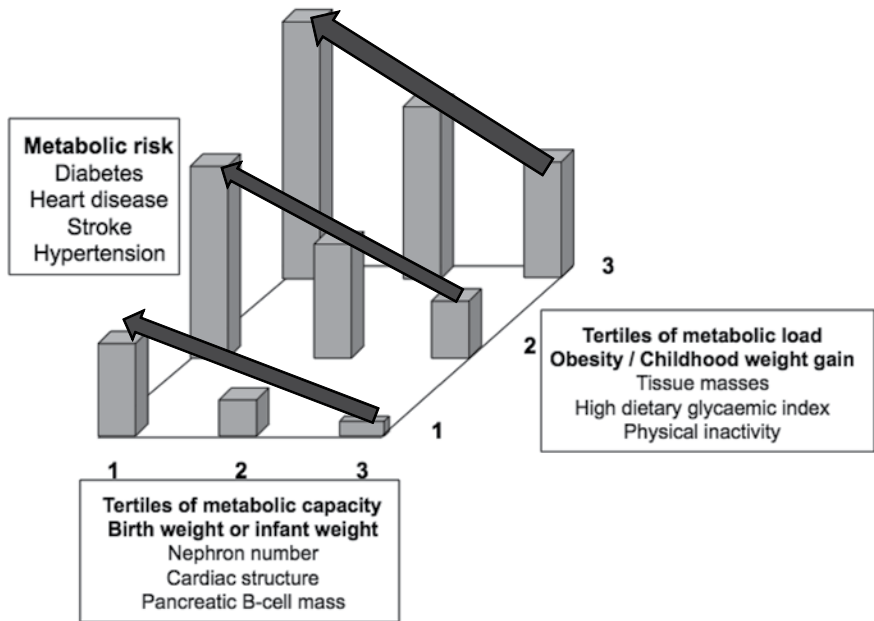 Metabolic risk
Diabetes
Heart disease
Stroke
Hypertension
3
2
1
Tertiles of metabolic load
Obesity / Childhood weight gain
Tissue masses
High dietary glycaemic index
Physical inactivity
1 2 3
Tertiles of metabolic capacity
Birth weight or infant weight
Nephron number
Cardiac structure
Pancreatic B-cell mass